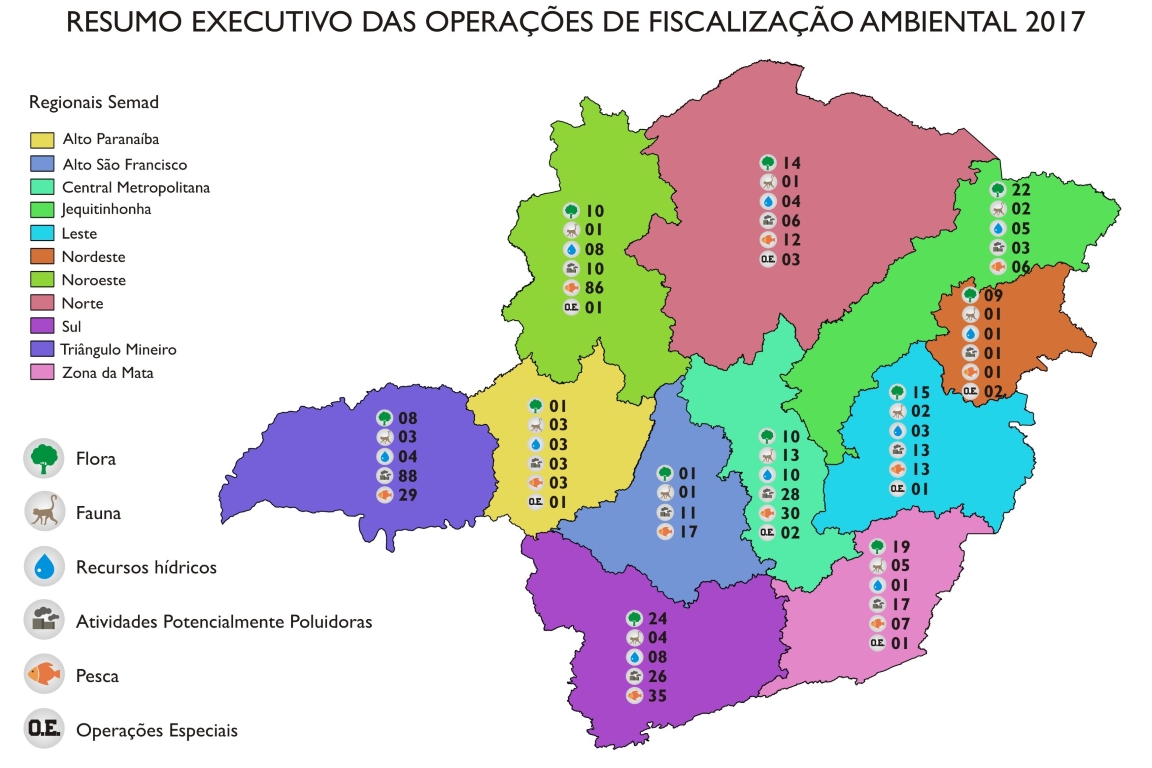 RESUMO EXECUTIVO DAS OPERAÇÕES DE FISCALIZAÇÃO AMBIENTAL 2017
Regionais Semad
Alto Paranaíba
Alto São Francisco
Central Metropolitana
Jequitinhonha
Leste
Nordeste
Noroeste
Norte
Sul
Triângulo Mineiro
Zona da Mata
Flora
Fauna
Recursos hídricos
Atividades Potencialmente Poluidoras
Pesca
O.E. Operações Especiais
14
01
04
06
12
O.E. 03
10
01
08
10
86
O.E. 01
22
02
05
03
06
09
01
01
01
01
O.E. 02
08
03
04
88
29
01
03
03
03
03
O.E. 01
01
01
11
17
10
13
10
28
30
O.E. 02
15
02
03
13
13
O.E. 01
19
05
01
17
07
O.E. 01
24
04
08
26
35